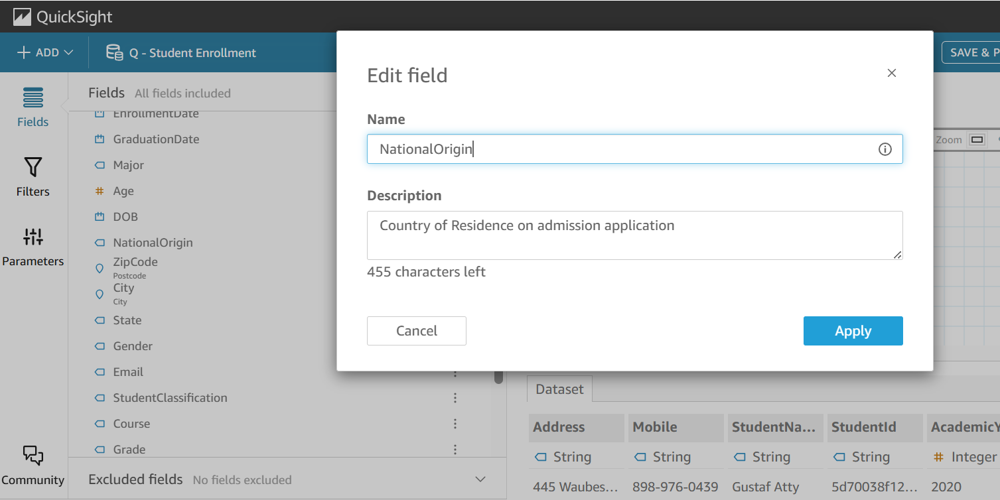 QuickSight
ADD
Q - Student Enrollment
SAVE & P
Fields
Filters
Parameters
Community
Fields All fields included
EnrollmentDate
GraduationDate
Major
# Age
DOB
NationalOrigin
ZipCode
Postcode
City
City
State
Gender
Email
StudentClassification
Course
Grade
Excluded fields No fields excluded
Edit field
Name
NationalOrigin
Description
Country of Residence on admission application
455 characters left
Cancel
Apply
Zoom
Dataset
Address Mobile StudentNa... StudentId AcademicY
String String String String # Integer
445 Waubes... 898-976-0439 Gustaf Atty 5d70038f12... 2020